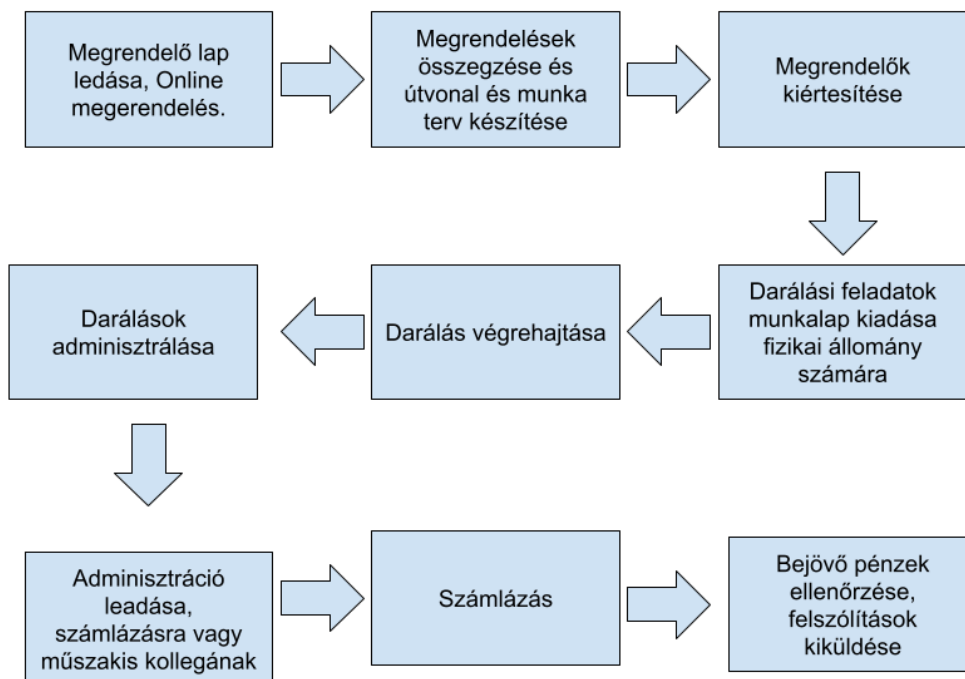 Megrendelő lap
ledása, Online
megerendelés.
Megrendelések
összegzése és
útvonal és munka
terv készítése
Megrendelők
kiértesítése
Darálási feladatok
munkalap kiadása
fizikai állomány
számára
Darálás végrehajtása
Darálások
adminisztrálása
Adminisztráció
leadása,
számlázásra vagy
műszakis kollegának
Számlázás
Bejövő pénzek
ellenőrzése,
felszólítások
kiküldése